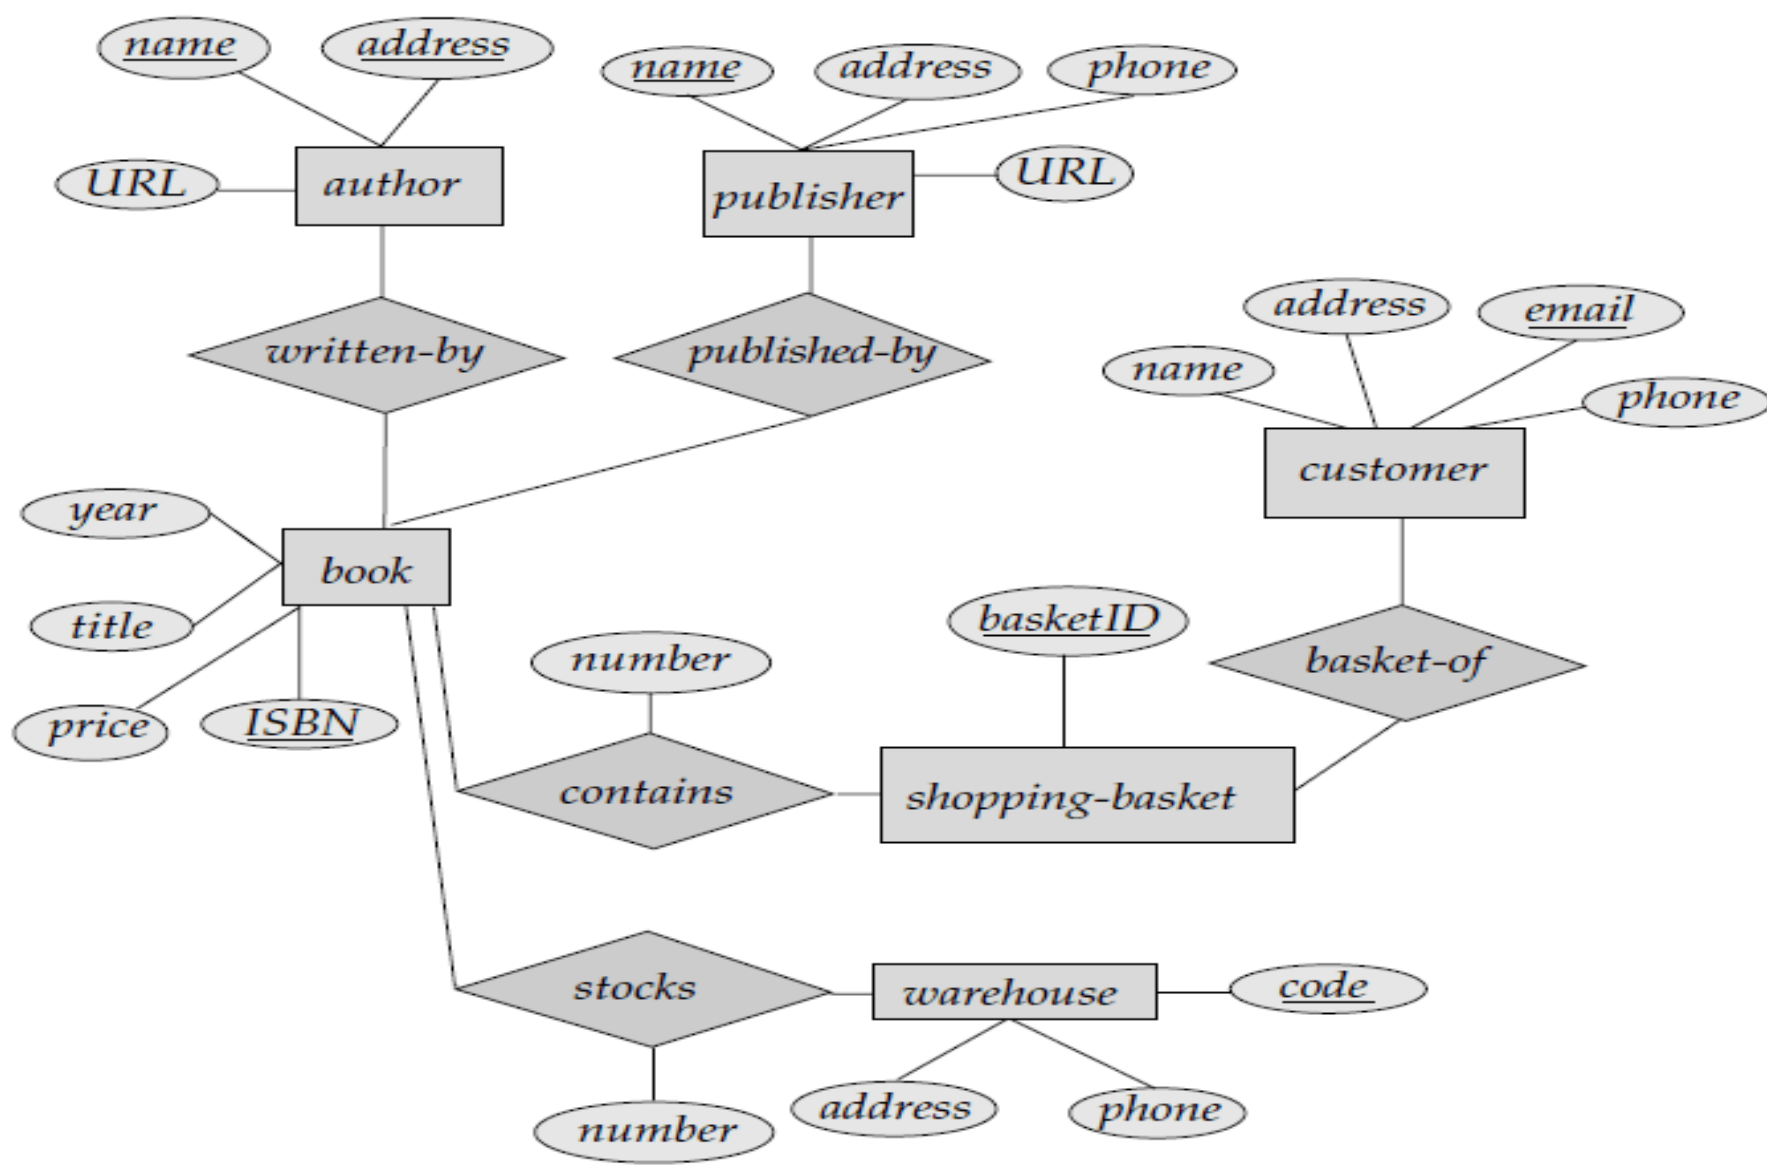 name
address
URL
author
name
address
phone
publisher
URL
written-by
published-by
address
email
name
phone
customer
year
title
price
ISBN
book
number
contains
basketID
shopping-basket
basket-of
stocks
number
warehouse
code
address
phone